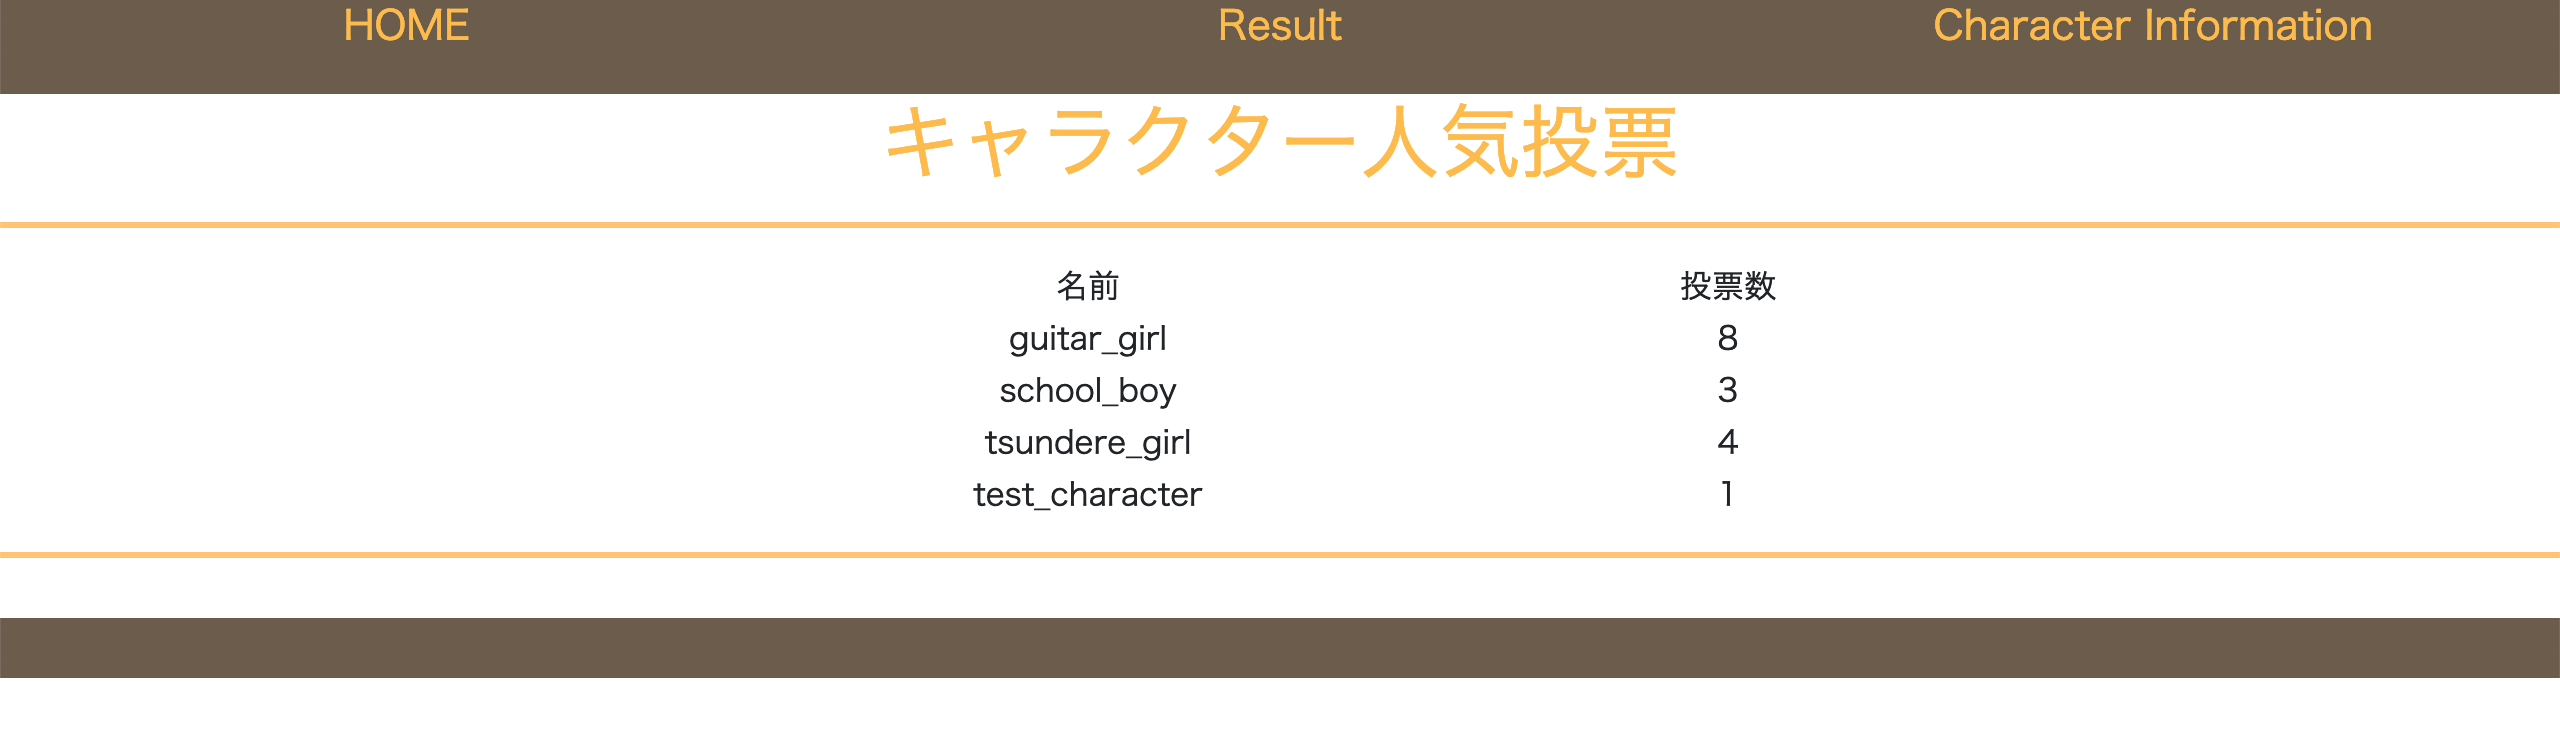 HOME Result Character Information
キャラクター人気投票
名前 投票数
guitar_girl 8
school_boy 3
tsundere_girl 4
test_character 1